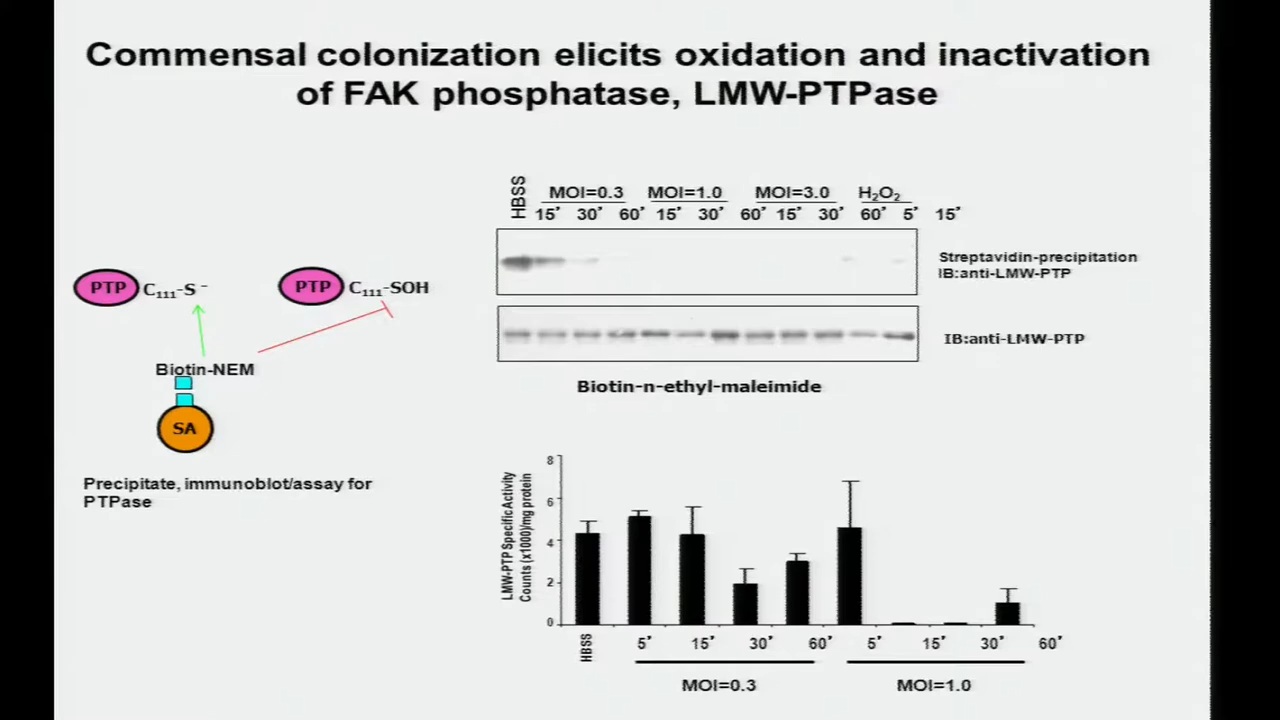 Commensal colonization elicits oxidation and inactivation
of FAK phosphatase, LMW-PTPase
HBSS
MOI=0.3 MOI=1.0 MOI=3.0 H₂O₂
15’ 30’ 60’ 15’ 30’ 60’ 15’ 30’ 60’ 5’ 15’
Streptavidin-precipitation
IB:anti-LMW-PTP
IB:anti-LMW-PTP
Biotin-n-ethyl-maleimide
PTP C₁₁₁-S⁻
PTP C₁₁₁-SOH
Biotin-NEM
SA
Precipitate, immunoblot/assay for
PTPase
LMW-PTP Specific Activity
Counts (x1000)/mg protein
8
6
4
2
0
HBSS 5’ 15’ 30’ 60’ 5’ 15’ 30’ 60’
MOI=0.3 MOI=1.0